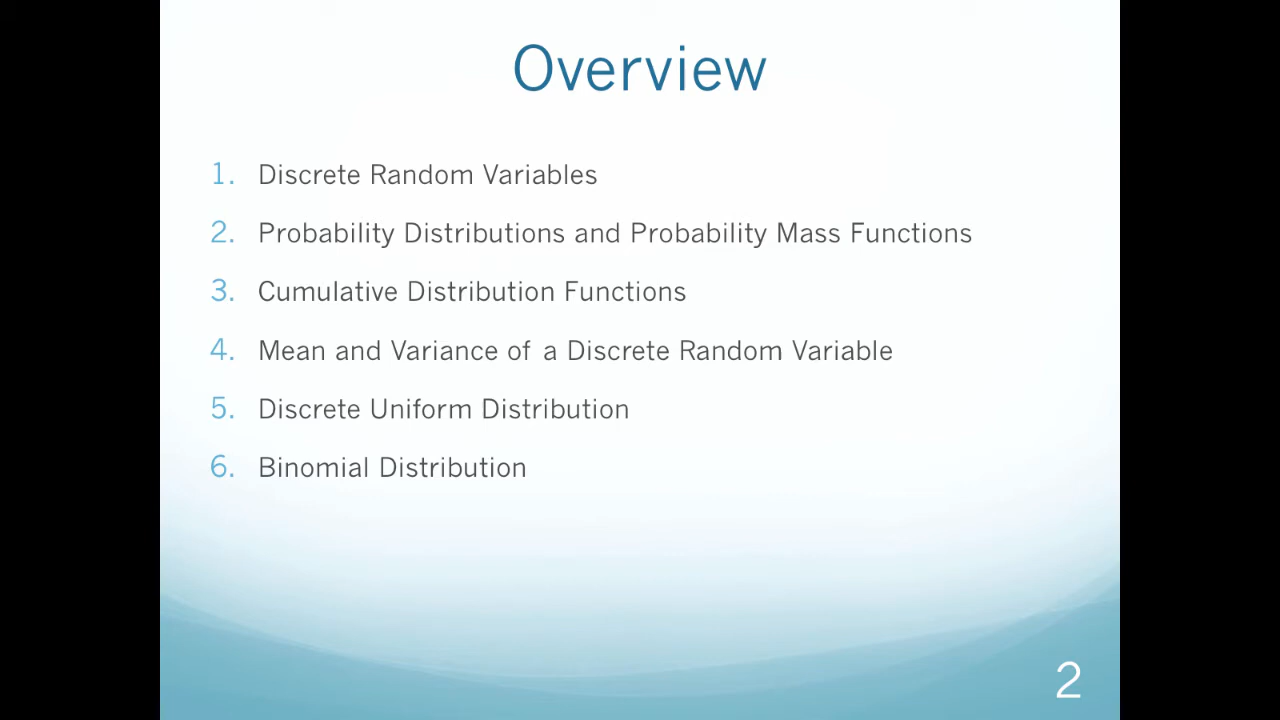 Overview
1. Discrete Random Variables
2. Probability Distributions and Probability Mass Functions
3. Cumulative Distribution Functions
4. Mean and Variance of a Discrete Random Variable
5. Discrete Uniform Distribution
6. Binomial Distribution
2